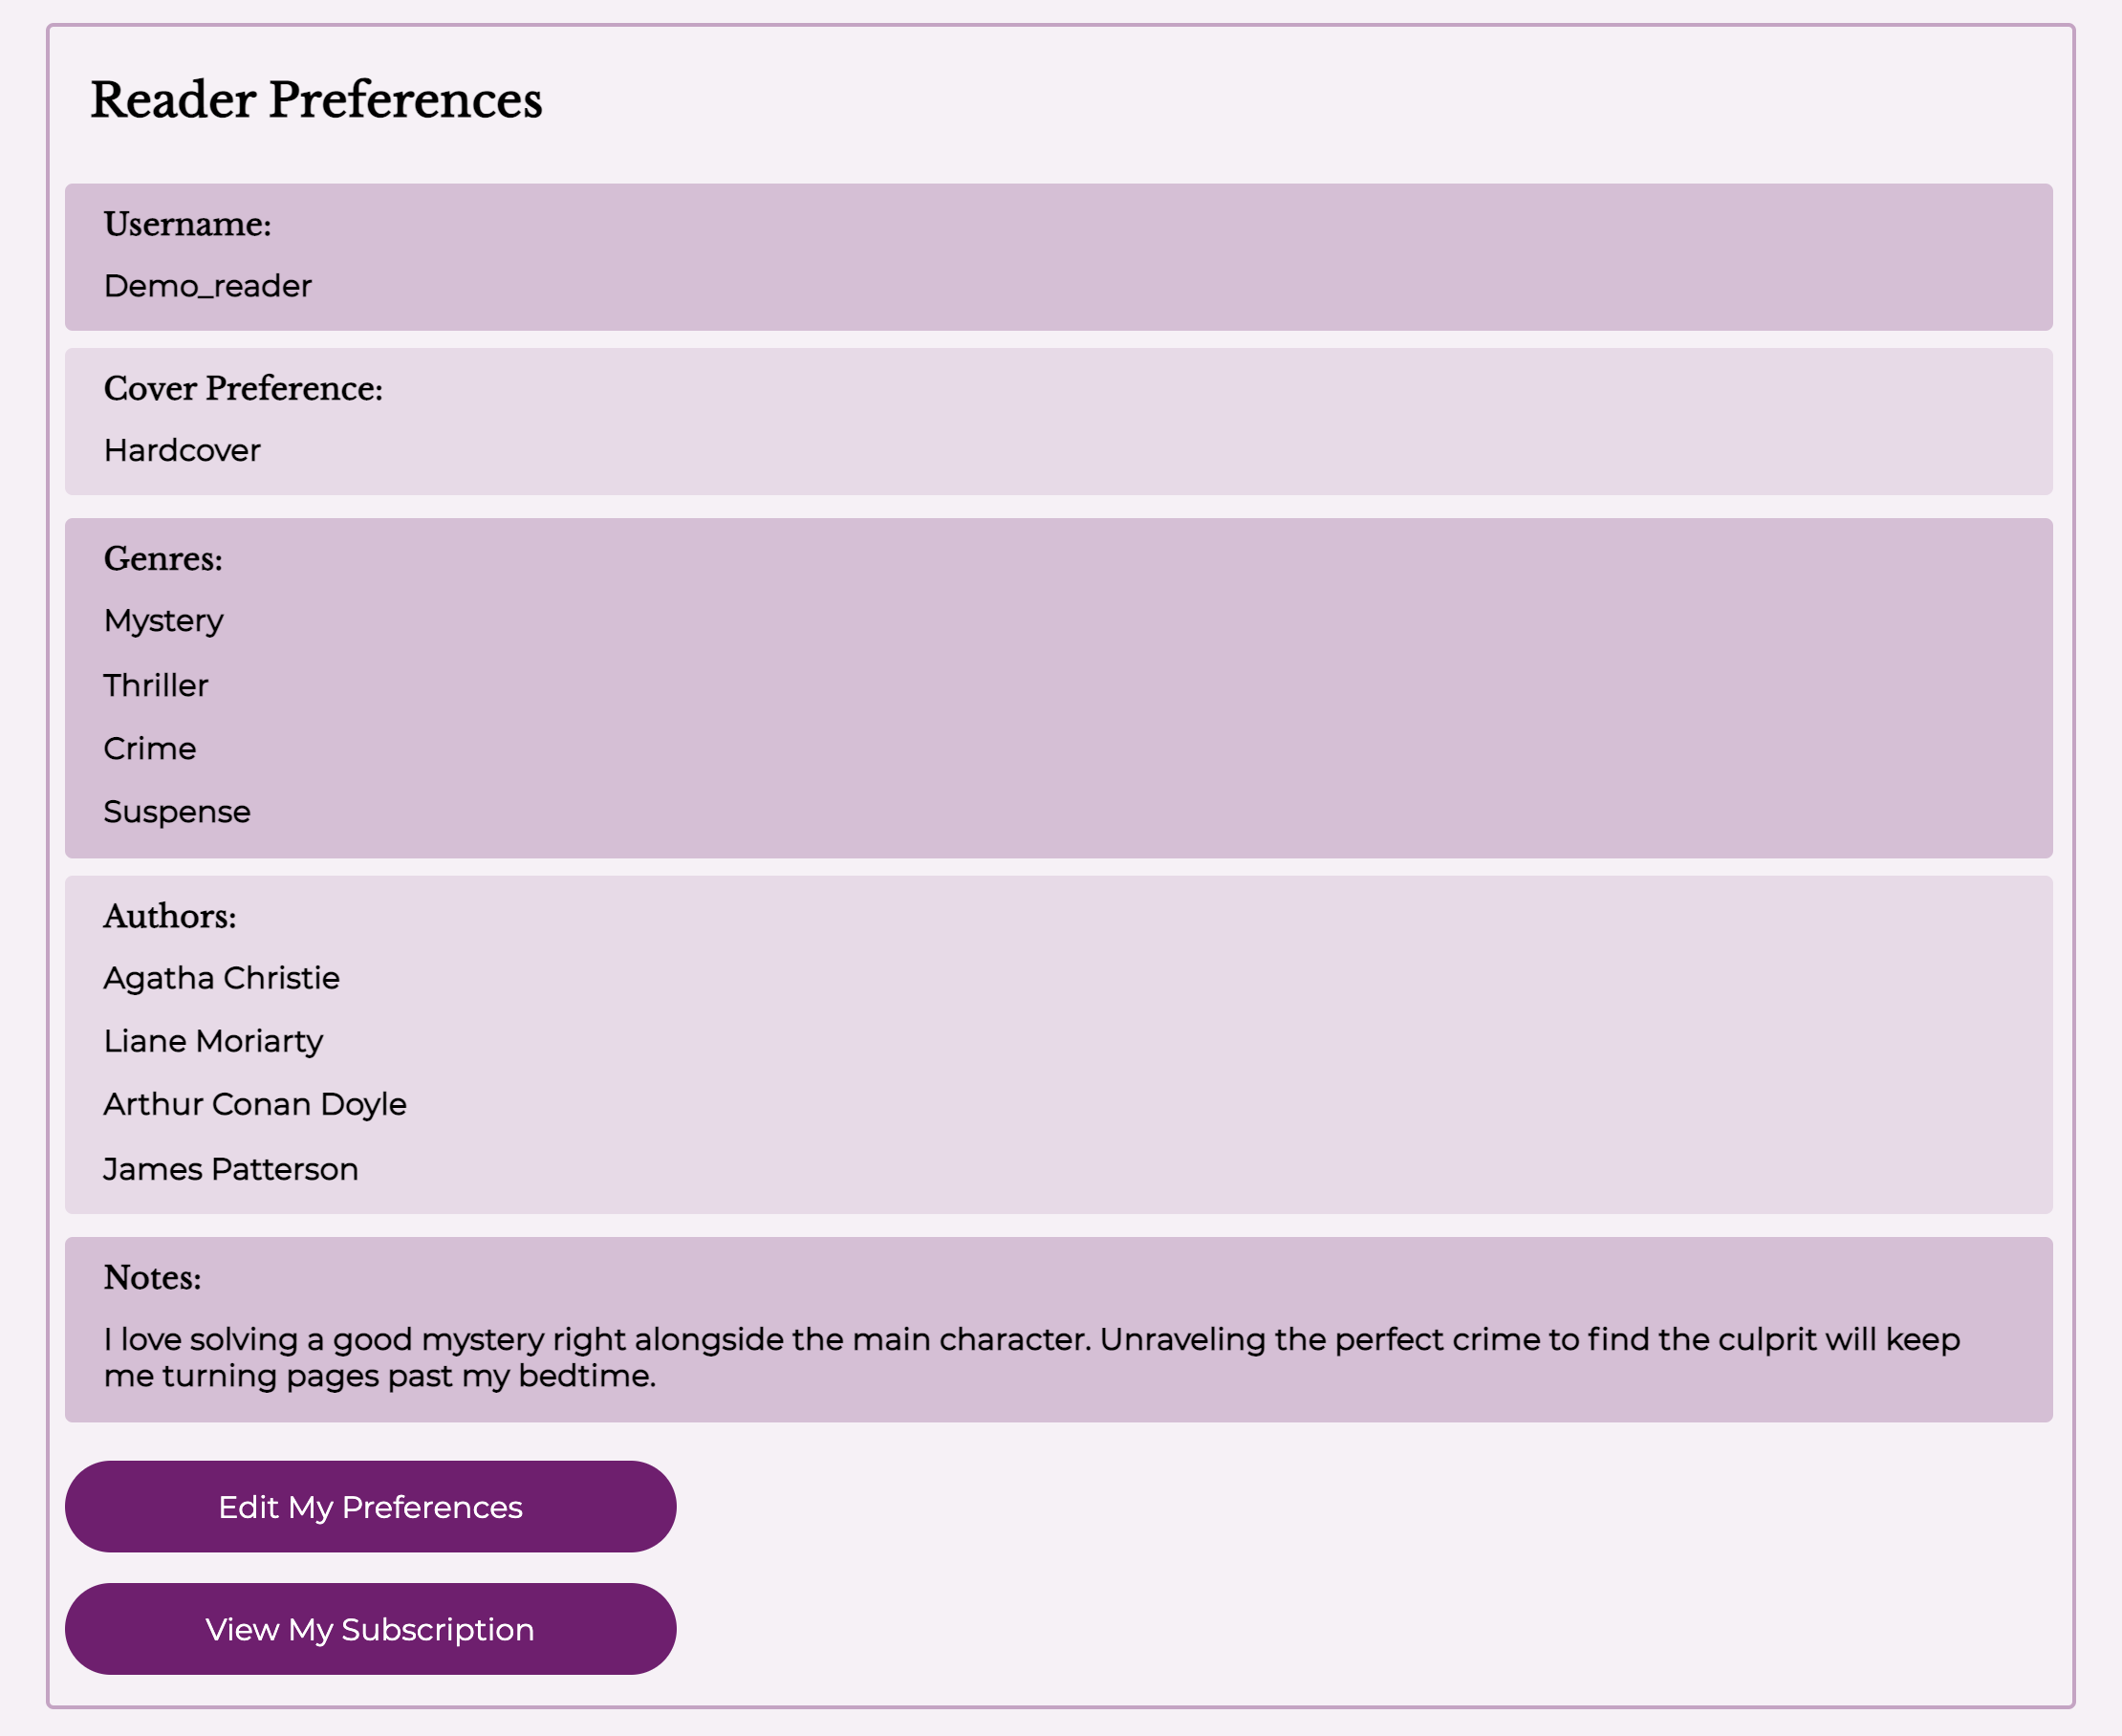 Reader Preferences
Username:
Demo_reader
Cover Preference:
Hardcover
Genres:
Mystery
Thriller
Crime
Suspense
Authors:
Agatha Christie
Liane Moriarty
Arthur Conan Doyle
James Patterson
Notes:
I love solving a good mystery right alongside the main character. Unraveling the perfect crime to find the culprit will keep
me turning pages past my bedtime.
Edit My Preferences
View My Subscription